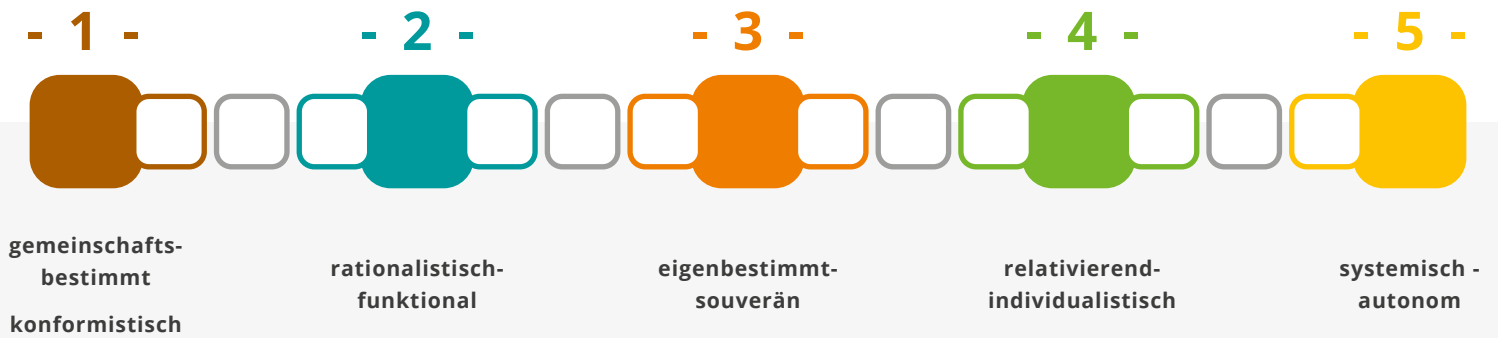 - 1 -
- 2 -
- 3 -
- 4 -
- 5 -
gemeinschafts-
bestimmt
konformistisch
rationalistisch-
funktional
eigenbestimmt-
souverän
relativierend-
individualistisch
systemisch -
autonom